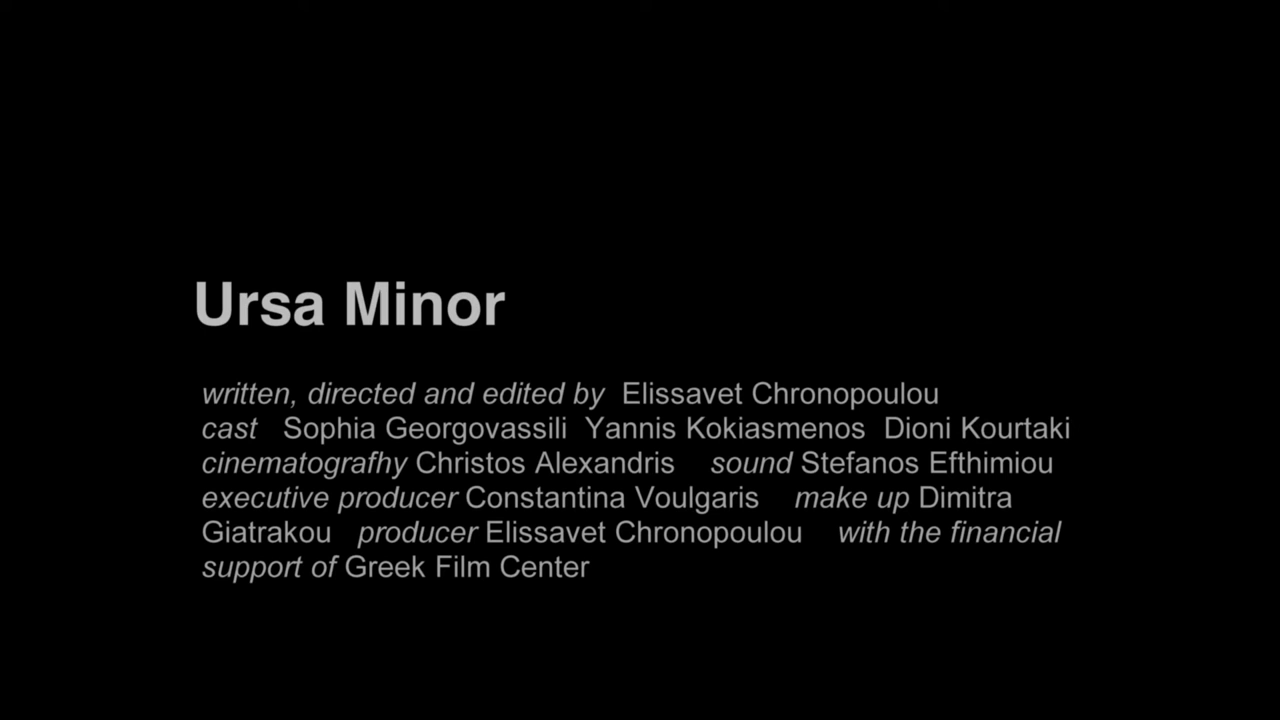 Ursa Minor
written, directed and edited by Elissavet Chronopoulou
cast Sophia Georgovassili Yannis Kokiasmenos Dioni Kourtaki
cinematografhy Christos Alexandris sound Stefanos Efthimiou
executive producer Constantina Voulgaris make up Dimitra
Giatrakou producer Elissavet Chronopoulou with the financial
support of Greek Film Center